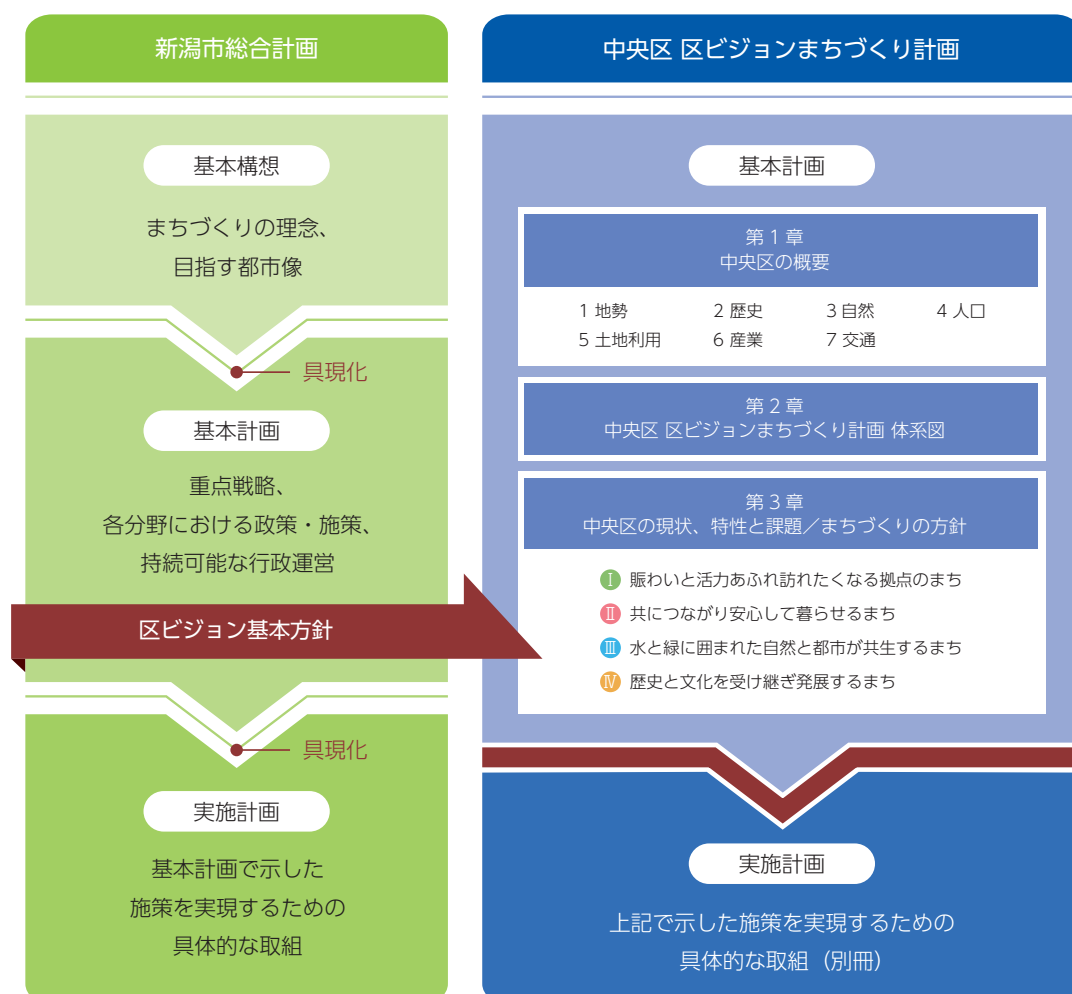 新潟市総合計画
基本構想
まちづくりの理念、
目指す都市像
具現化
基本計画
重点戦略、
各分野における政策・施策、
持続可能な行政運営
区ビジョン基本方針
具現化
実施計画
基本計画で示した
施策を実現するための
具体的な取組
中央区 区ビジョンまちづくり計画
基本計画
第1章
中央区の概要
1 地勢 2 歴史 3 自然 4 人口
5 土地利用 6 産業 7 交通
第2章
中央区 区ビジョンまちづくり計画 体系図
第3章
中央区の現状、特性と課題／まちづくりの方針
Ⅰ 賑わいと活力あふれ訪れたくなる拠点のまち
Ⅱ 共につながり安心して暮らせるまち
Ⅲ 水と緑に囲まれた自然と都市が共生するまち
Ⅳ 歴史と文化を受け継ぎ発展するまち
実施計画
上記で示した施策を実現するための
具体的な取組（別冊）